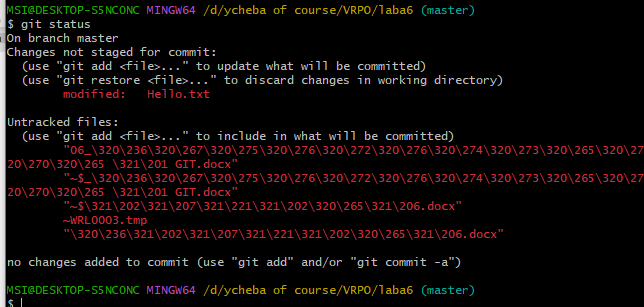 MSI@DESKTOP-S5NCONC MINGW64 /d/ycheba of course/VRPO/laba6 (master)
$ git status
On branch master
Changes not staged for commit:
  (use "git add <file>..." to update what will be committed)
  (use "git restore <file>..." to discard changes in working directory)
        modified:   Hello.txt

Untracked files:
  (use "git add <file>..." to include in what will be committed)
        "06_\320\236\320\267\320\275\320\276\320\272\320\276\320\274\320\273\320\265\320\27
20\270\320\265 \321\201 GIT.docx"
        "~$_\320\236\320\267\320\275\320\276\320\272\320\276\320\274\320\273\320\265\320\27
20\270\320\265 \321\201 GIT.docx"
        "~$\321\202\321\207\321\221\321\202\320\265\321\206.docx"
        ~WRL0003.tmp
        "\320\236\321\202\321\207\321\221\321\202\320\265\321\206.docx"

no changes added to commit (use "git add" and/or "git commit -a")

MSI@DESKTOP-S5NCONC MINGW64 /d/ycheba of course/VRPO/laba6 (master)
$